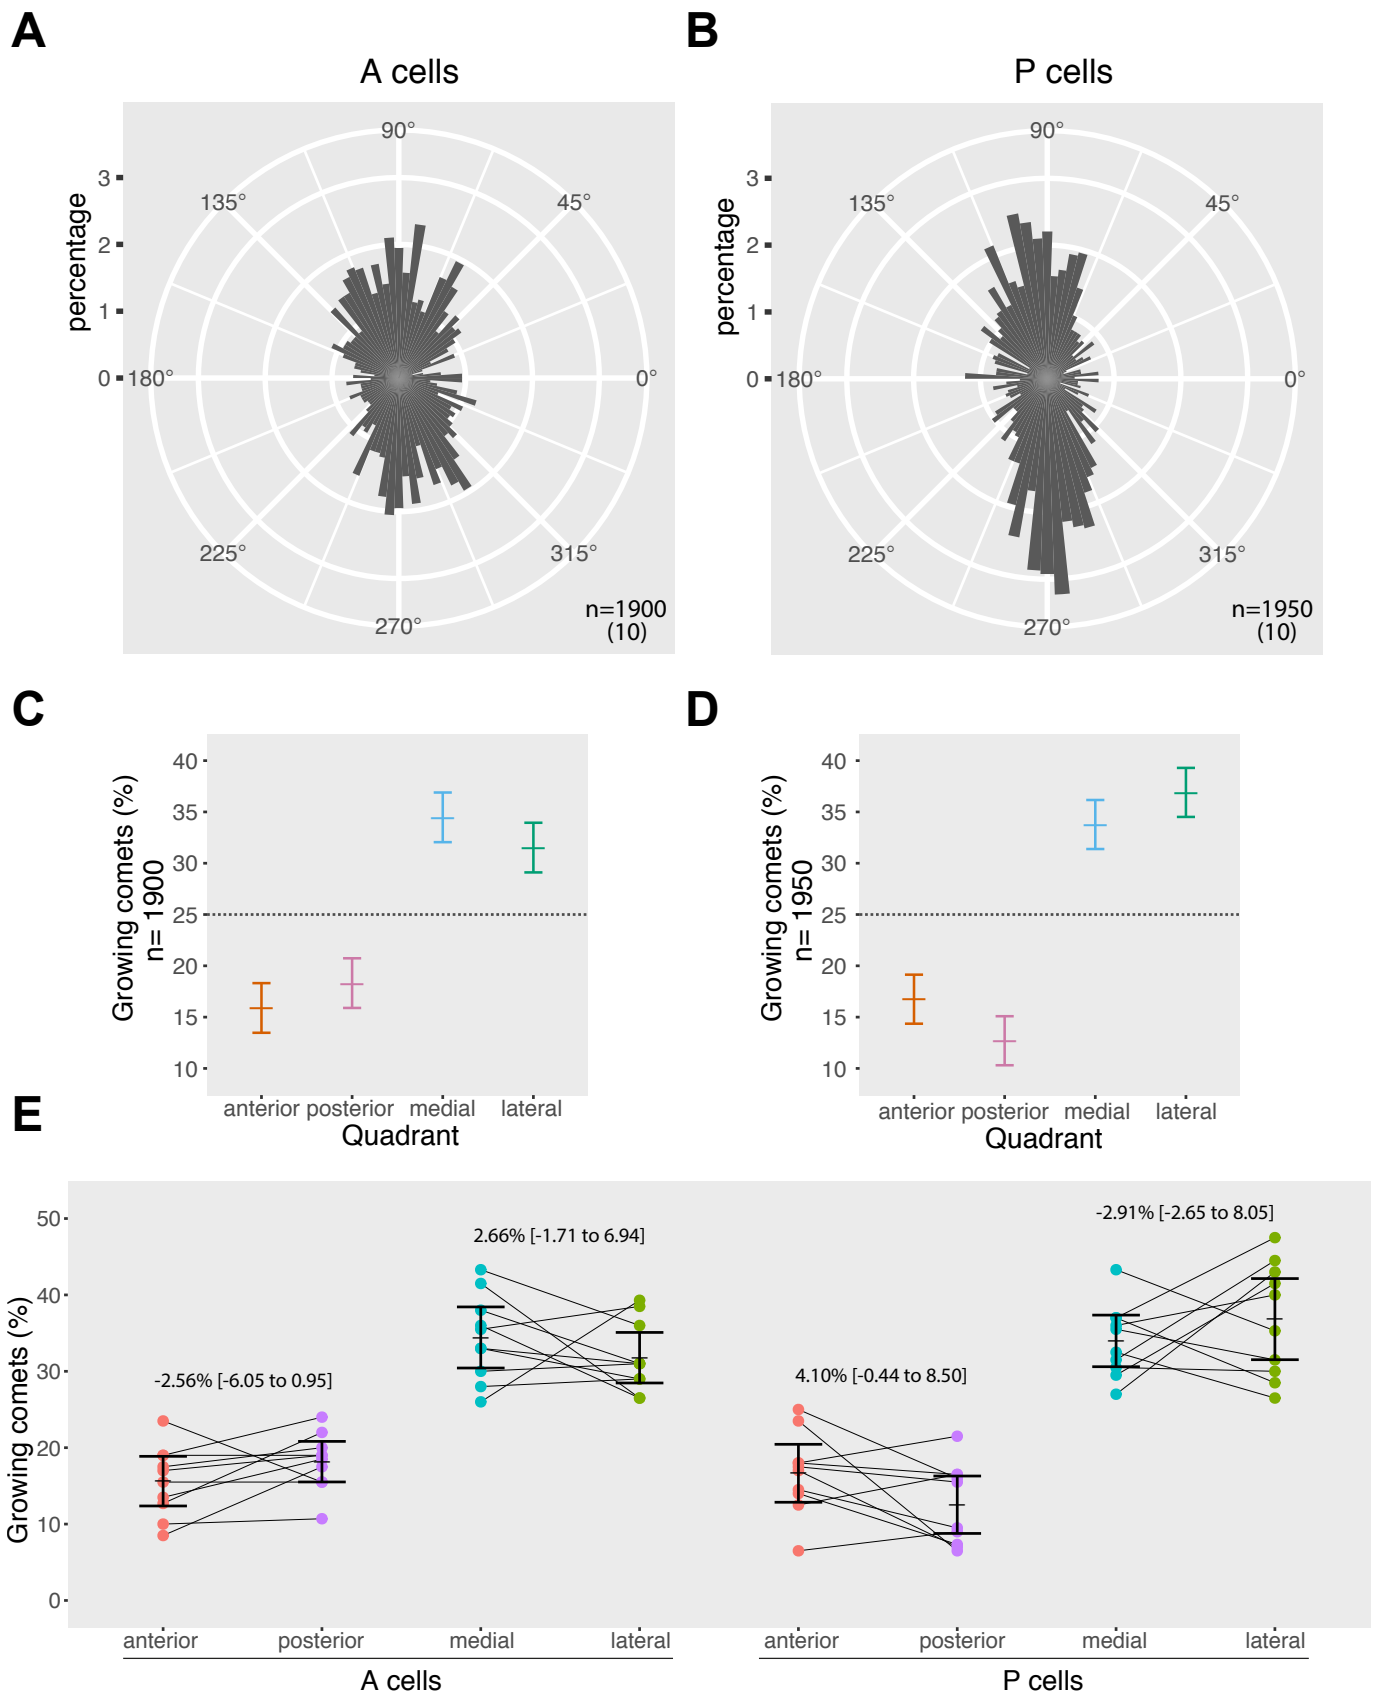 A
B
A cells
P cells
90°
135°
45°
180°
0°
225°
315°
270°
3
2
1
0
percentage
n=1900
(10)
90°
135°
45°
180°
0°
225°
315°
270°
3
2
1
0
percentage
n=1950
(10)
C
D
40
35
30
25
20
15
10
Growing comets (%)
n= 1900
anterior posterior medial lateral
Quadrant
40
35
30
25
20
15
10
Growing comets (%)
n= 1950
anterior posterior medial lateral
Quadrant
E
50
40
30
20
10
0
Growing comets (%)
-2.56% [-6.05 to 0.95]
2.66% [-1.71 to 6.94]
4.10% [-0.44 to 8.50]
-2.91% [-2.65 to 8.05]
anterior posterior medial lateral anterior posterior medial lateral
A cells P cells